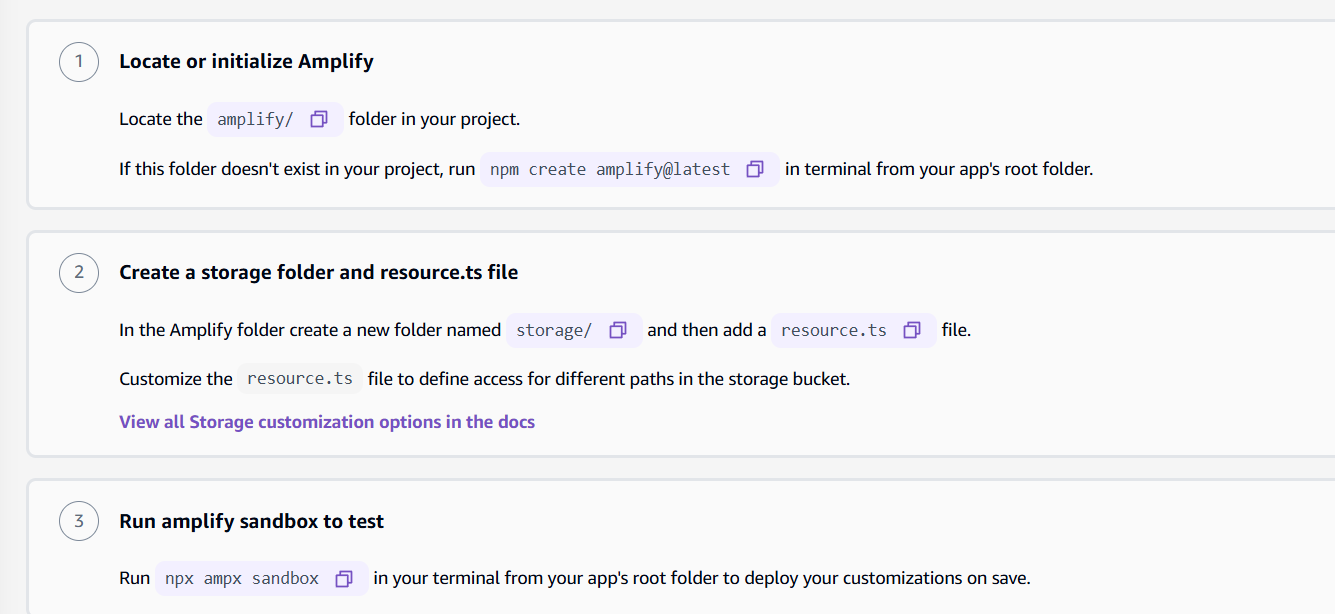 1
Locate or initialize Amplify
Locate the amplify/ folder in your project.
If this folder doesn't exist in your project, run npm create amplify@latest in terminal from your app's root folder.
2
Create a storage folder and resource.ts file
In the Amplify folder create a new folder named storage/ and then add a resource.ts file.
Customize the resource.ts file to define access for different paths in the storage bucket.
View all Storage customization options in the docs
3
Run amplify sandbox to test
Run npx ampx sandbox in your terminal from your app's root folder to deploy your customizations on save.